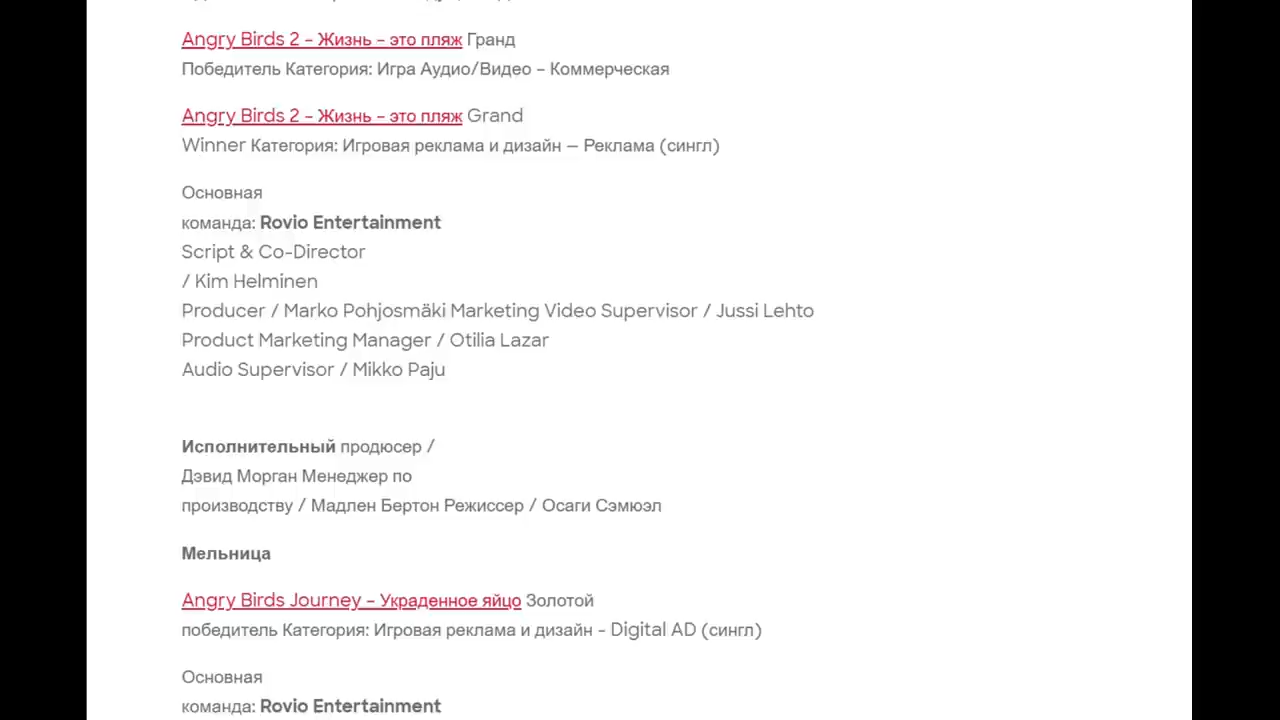 Angry Birds 2 – Жизнь – это пляж Гранд
Победитель Категория: Игра Аудио/Видео – Коммерческая
Angry Birds 2 – Жизнь – это пляж Grand
Winner Категория: Игровая реклама и дизайн — Реклама (сингл)
Основная
команда: Rovio Entertainment
Script & Co-Director
/ Kim Helminen
Producer / Marko Pohjosmäki Marketing Video Supervisor / Jussi Lehto
Product Marketing Manager / Otilia Lazar
Audio Supervisor / Mikko Paju
Исполнительный продюсер /
Дэвид Морган Менеджер по
производству / Мадлен Бертон Режиссер / Осаги Сэмюэл
Мельница
Angry Birds Journey – Украденное яйцо Золотой
победитель Категория: Игровая реклама и дизайн - Digital AD (сингл)
Основная
команда: Rovio Entertainment